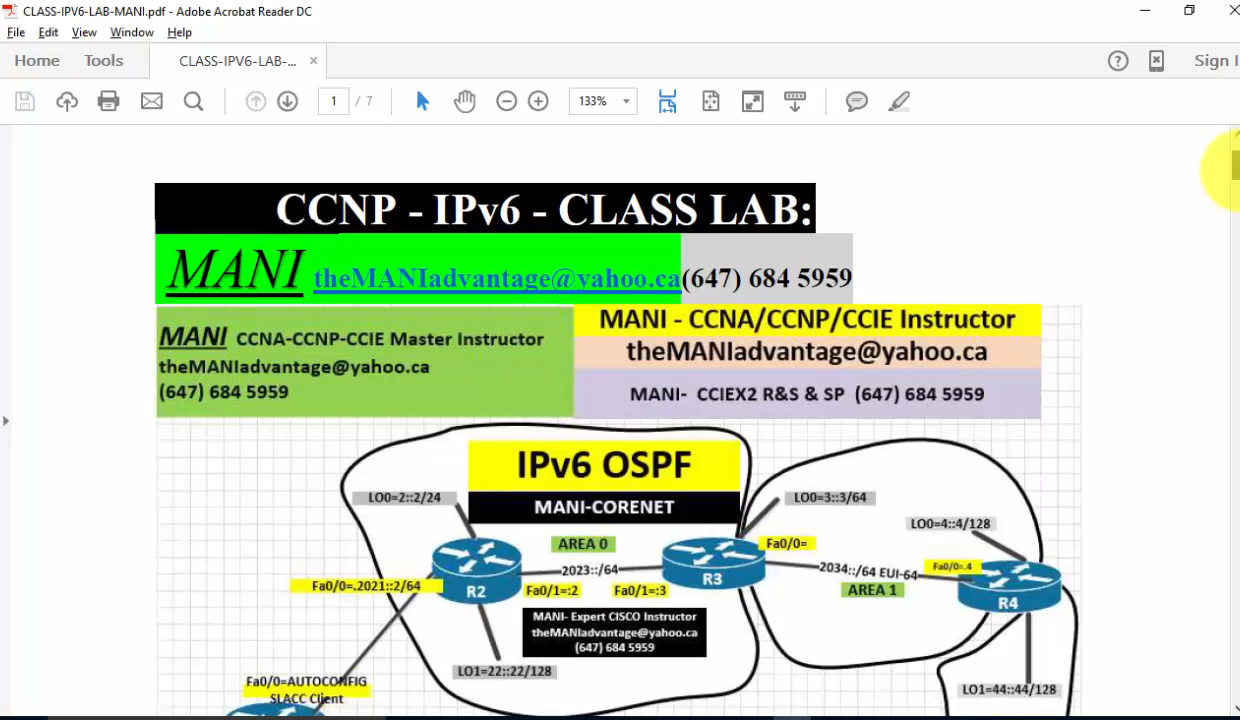 CLASS-IPV6-LAB-MANI.pdf - Adobe Acrobat Reader DC
File Edit View Window Help
Home Tools CLASS-IPV6-LAB-... × Sign I
1 / 7 133%
CCNP - IPv6 - CLASS LAB:
MANI theMANIadvantage@yahoo.ca(647) 684 5959
MANI CCNA-CCNP-CCIE Master Instructor
theMANIadvantage@yahoo.ca
(647) 684 5959
MANI - CCNA/CCNP/CCIE Instructor
theMANIadvantage@yahoo.ca
MANI- CCIEX2 R&S & SP (647) 684 5959
IPv6 OSPF
MANI-CORENET
LO0=2::2/24
LO0=3::3/64
LO0=4::4/128
AREA 0
Fa0/0=
2023::/64
2034::/64 EUI-64
Fa0/0=.4
R2
R3
R4
Fa0/0=.2021::2/64
Fa0/1=:2
Fa0/1=:3
AREA 1
MANI- Expert CISCO Instructor
theMANIadvantage@yahoo.ca
(647) 684 5959
LO1=22::22/128
Fa0/0=AUTOCONFIG
SLACC Client
LO1=44::44/128